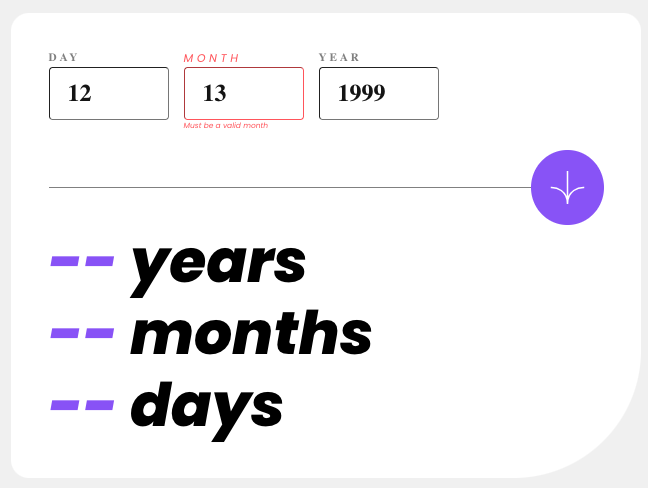 DAY MONTH YEAR
12 13 1999
Must be a valid month
-- years
-- months
-- days